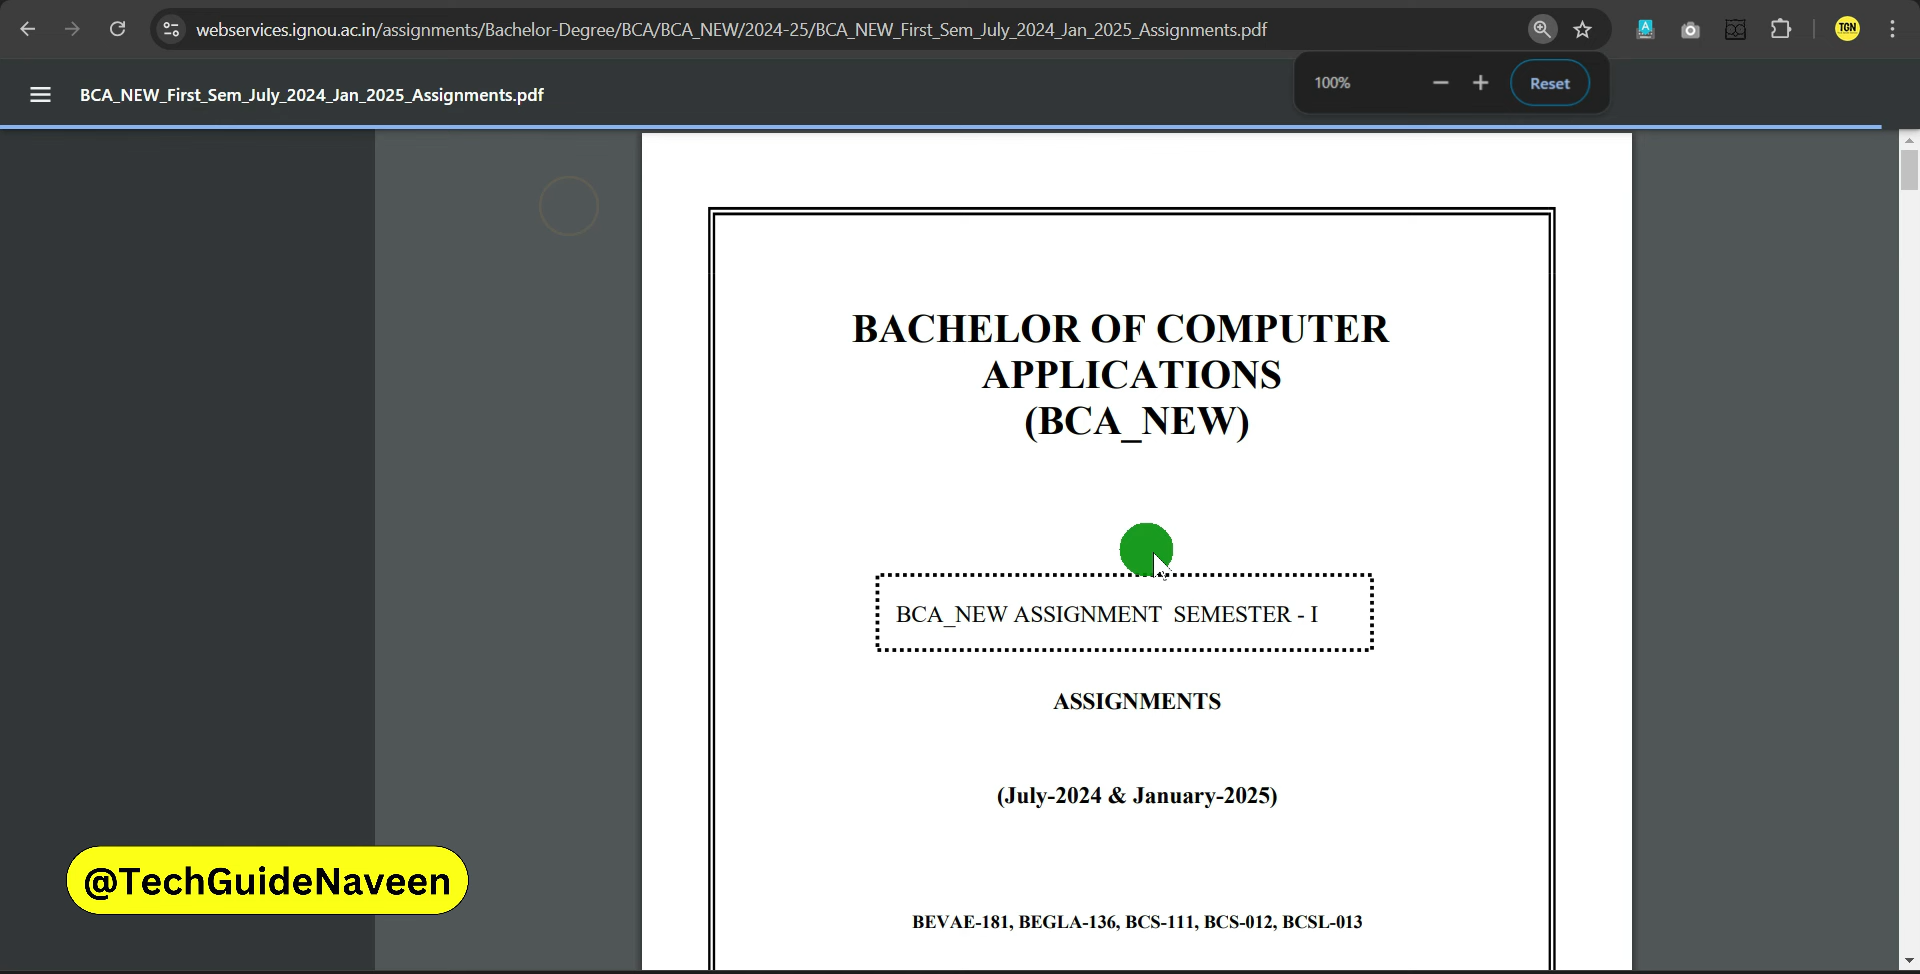 webservices.ignou.ac.in/assignments/Bachelor-Degree/BCA/BCA_NEW/2024-25/BCA_NEW_First_Sem_July_2024_Jan_2025_Assignments.pdf
TGN
BCA_NEW_First_Sem_July_2024_Jan_2025_Assignments.pdf
100% − + Reset
BACHELOR OF COMPUTER
APPLICATIONS
(BCA_NEW)
BCA_NEW ASSIGNMENT SEMESTER - I
ASSIGNMENTS
(July-2024 & January-2025)
@TechGuideNaveen
BEVAE-181, BEGLA-136, BCS-111, BCS-012, BCSL-013